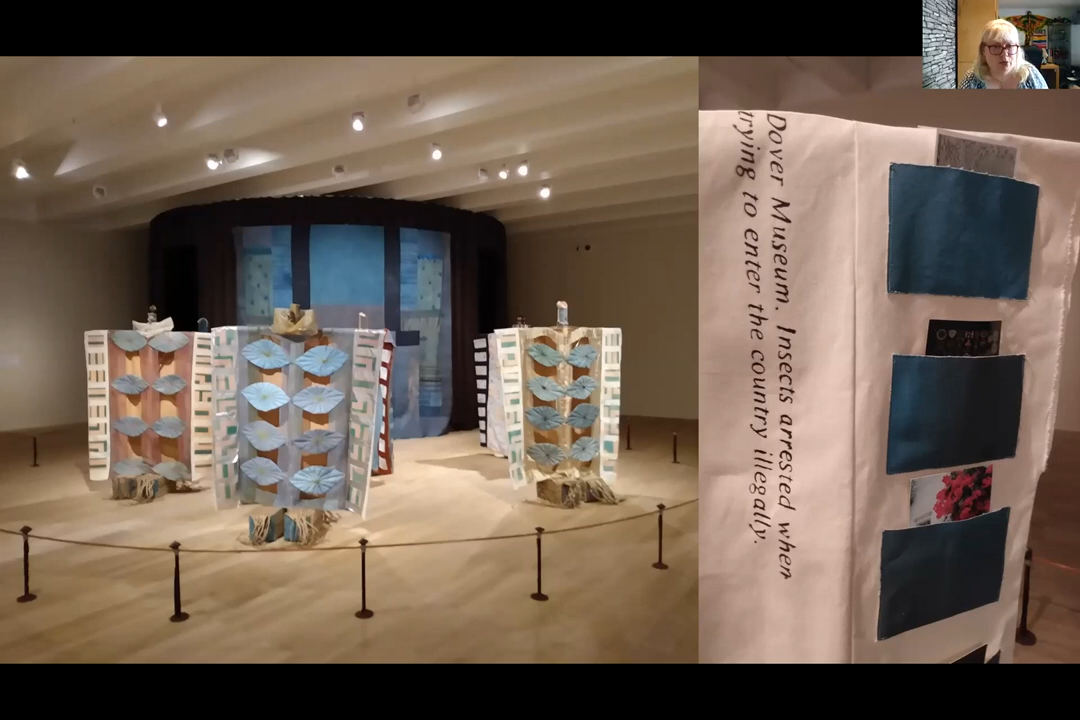 Dover Museum. Insects arrested when
trying to enter the country illegally.